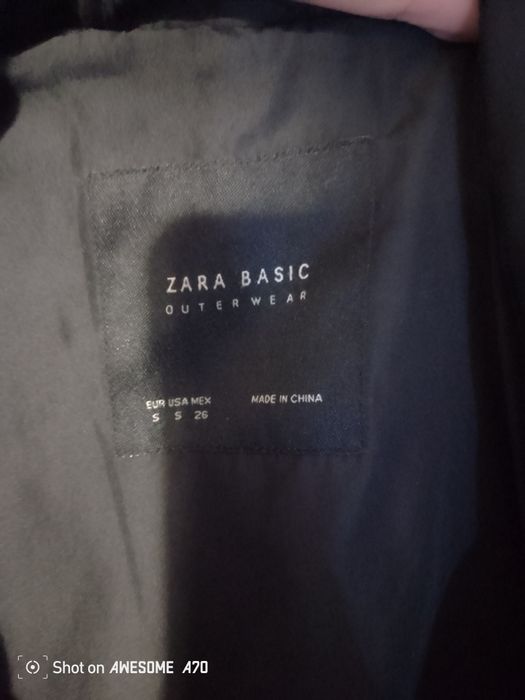 ZARA BASIC
OUTERWEAR
EUR USA MEX MADE IN CHINA
S S 26
Shot on AWESOME A70